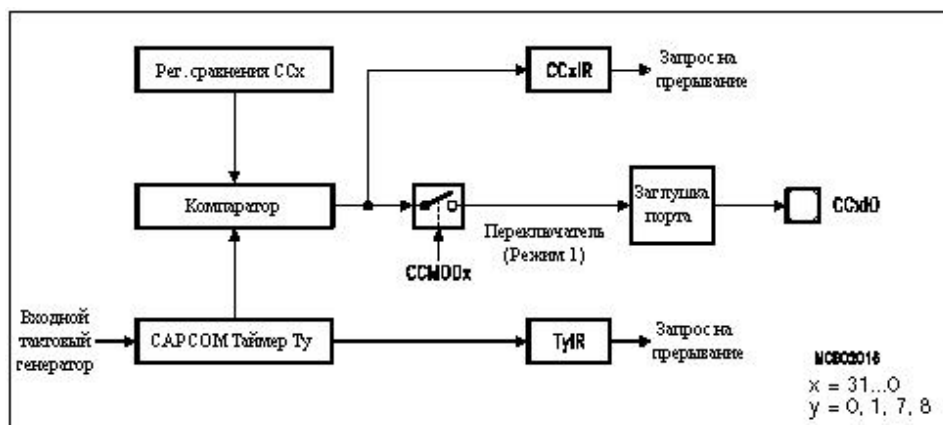 Рег. сравнения CCx
CCxIR
Запрос на
прерывание
Компаратор
Заглушка
порта
CCxIO
Переключатель
(Режим 1)
CCMODx
Входной
тактовый
генератор
CAPCOM Таймер Ty
TyIR
Запрос на
прерывание
MCB02016
x = 31...0
y = 0, 1, 7, 8